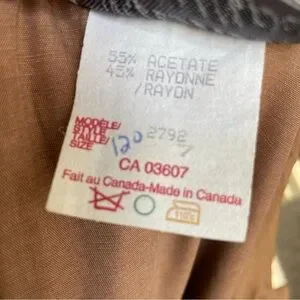 55% ACETATE
45% RAYONNE
/RAYON
MODÈLE/
STYLE 2792
TAILLE/
SIZE 120 7
CA 03607
Fait au Canada-Made in Canada